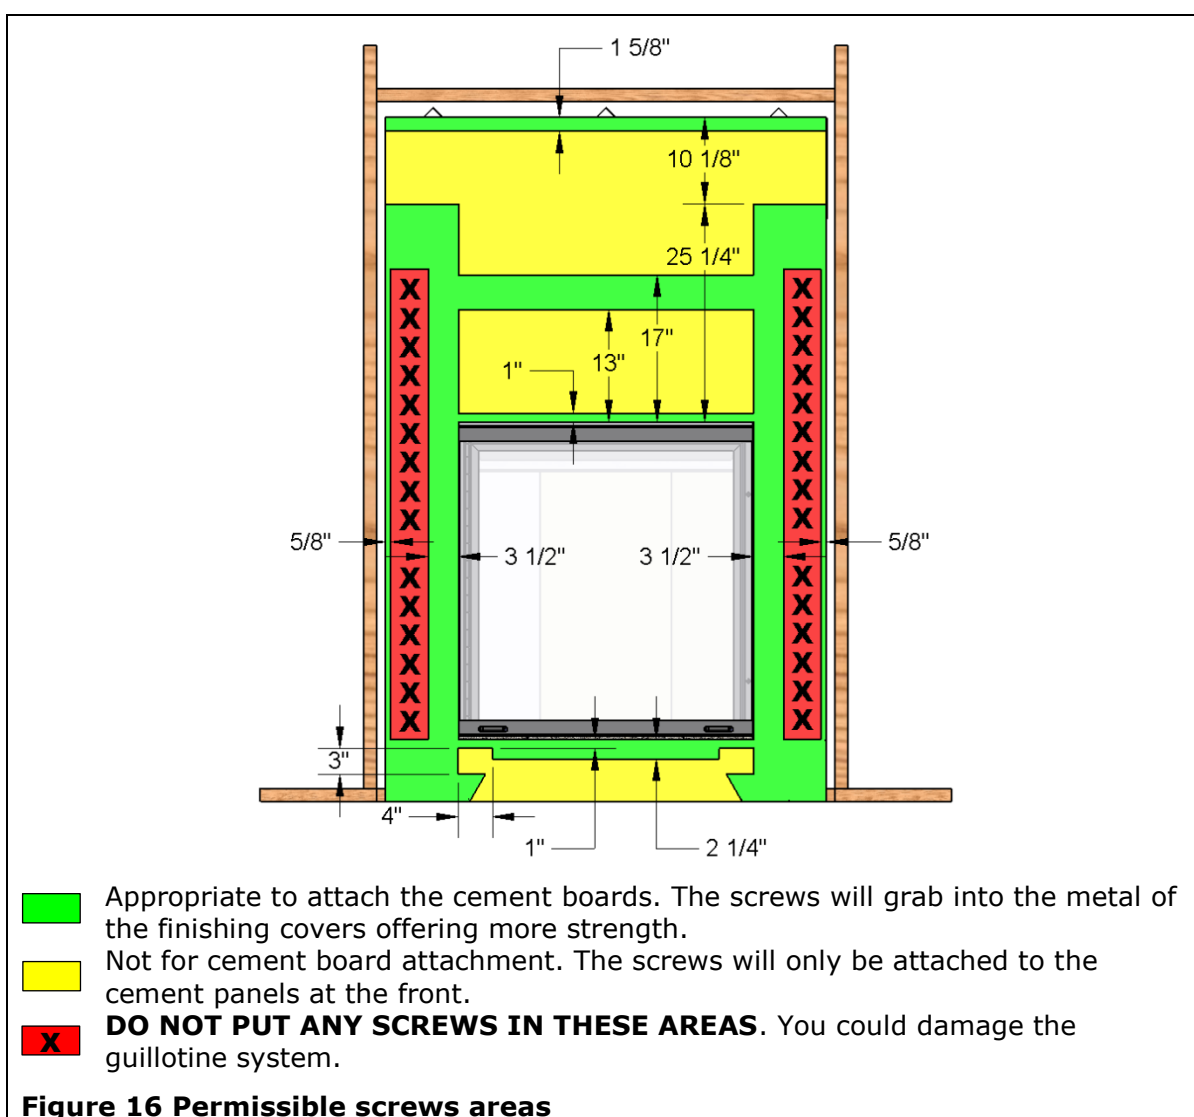 1 5/8"
10 1/8"
25 1/4"
17"
13"
1"
X X
X X
X X
X X
X X
X X
X X
X X
X X
5/8" 3 1/2" 3 1/2" 5/8"
X X
X X
X X
X X
X X
X X
3"
4"
1" 2 1/4"
Appropriate to attach the cement boards. The screws will grab into the metal of
the finishing covers offering more strength.
Not for cement board attachment. The screws will only be attached to the
cement panels at the front.
X DO NOT PUT ANY SCREWS IN THESE AREAS. You could damage the
guillotine system.
Figure 16 Permissible screws areas